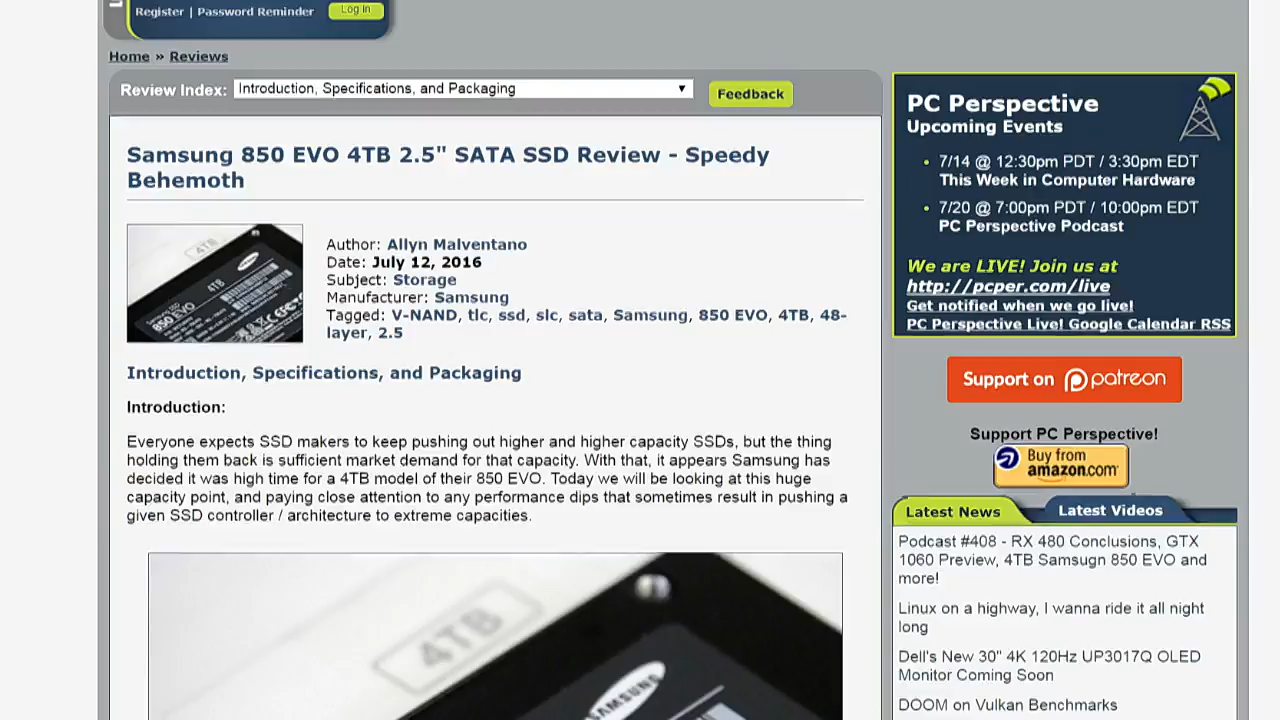 Register | Password Reminder
Log in
Home » Reviews
Review Index:
Introduction, Specifications, and Packaging
Feedback
Samsung 850 EVO 4TB 2.5" SATA SSD Review - Speedy
Behemoth
4TB
SAMSUNG
4TB
850 EVO
Author: Allyn Malventano
Date: July 12, 2016
Subject: Storage
Manufacturer: Samsung
Tagged: V-NAND, tlc, ssd, slc, sata, Samsung, 850 EVO, 4TB, 48-
layer, 2.5
Introduction, Specifications, and Packaging
Introduction:
Everyone expects SSD makers to keep pushing out higher and higher capacity SSDs, but the thing
holding them back is sufficient market demand for that capacity. With that, it appears Samsung has
decided it was high time for a 4TB model of their 850 EVO. Today we will be looking at this huge
capacity point, and paying close attention to any performance dips that sometimes result in pushing a
given SSD controller / architecture to extreme capacities.
4TB
SAMSUNG
PC Perspective
Upcoming Events
7/14 @ 12:30pm PDT / 3:30pm EDT
This Week in Computer Hardware
7/20 @ 7:00pm PDT / 10:00pm EDT
PC Perspective Podcast
We are LIVE! Join us at
http://pcper.com/live
Get notified when we go live!
PC Perspective Live! Google Calendar RSS
Support on patreon
Support PC Perspective!
Buy from
amazon.com
Latest News
Latest Videos
Podcast #408 - RX 480 Conclusions, GTX
1060 Preview, 4TB Samsugn 850 EVO and
more!
Linux on a highway, I wanna ride it all night
long
Dell's New 30" 4K 120Hz UP3017Q OLED
Monitor Coming Soon
DOOM on Vulkan Benchmarks